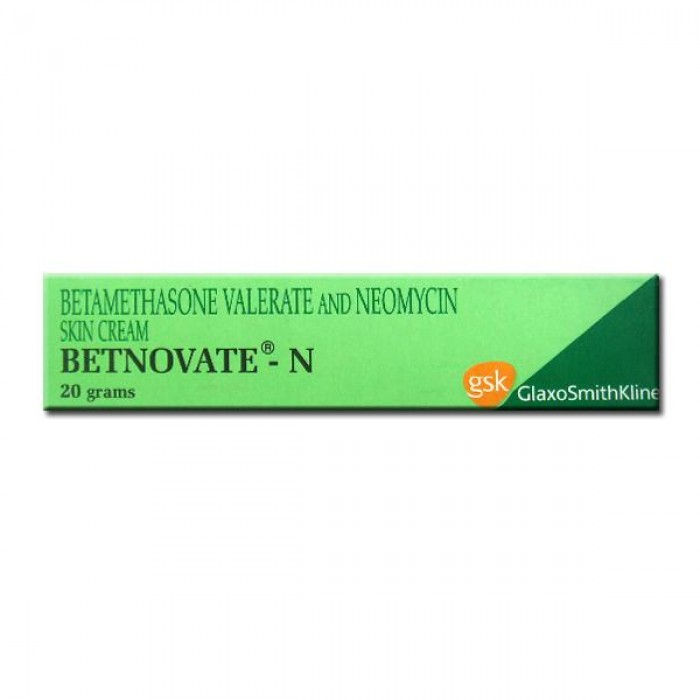 BETAMETHASONE VALERATE AND NEOMYCIN
SKIN CREAM
BETNOVATE® - N
20 grams
gsk
GlaxoSmithKline